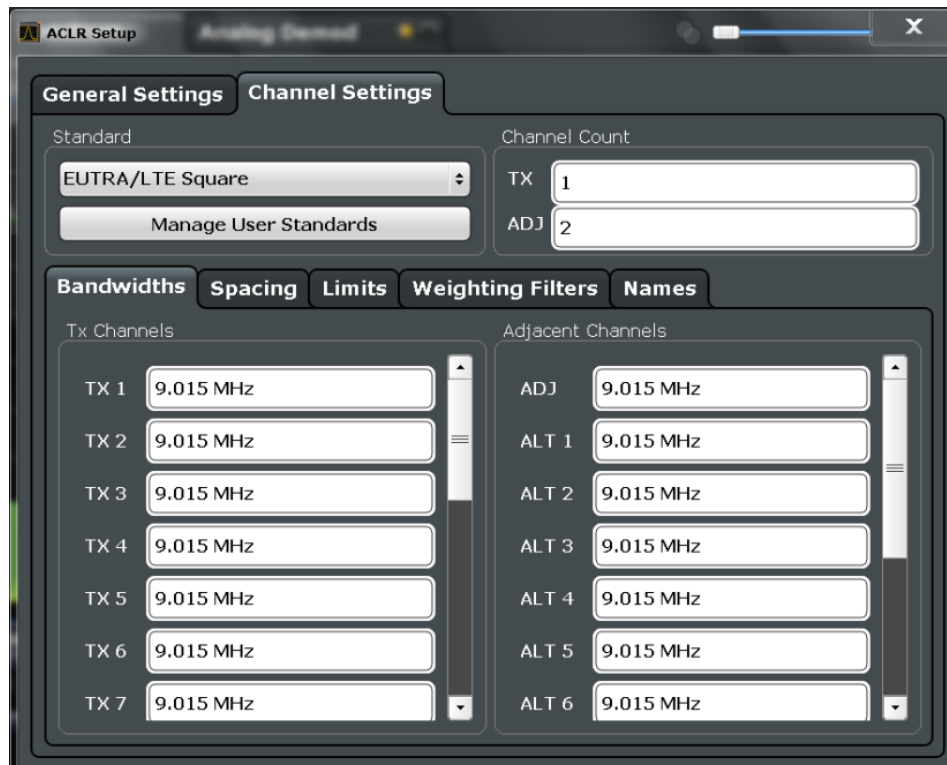 ACLR Setup
Analog Demod
X
General Settings
Channel Settings
Standard
Channel Count
EUTRA/LTE Square
TX
1
Manage User Standards
ADJ
2
Bandwidths
Spacing
Limits
Weighting Filters
Names
Tx Channels
Adjacent Channels
TX 1
9.015 MHz
ADJ
9.015 MHz
TX 2
9.015 MHz
ALT 1
9.015 MHz
TX 3
9.015 MHz
ALT 2
9.015 MHz
TX 4
9.015 MHz
ALT 3
9.015 MHz
TX 5
9.015 MHz
ALT 4
9.015 MHz
TX 6
9.015 MHz
ALT 5
9.015 MHz
TX 7
9.015 MHz
ALT 6
9.015 MHz